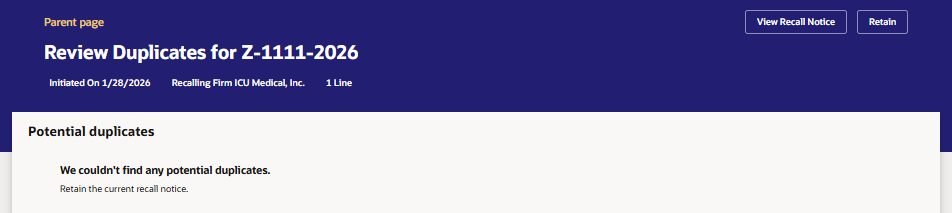 Parent page
View Recall Notice
Retain
Review Duplicates for Z-1111-2026
Initiated On 1/28/2026 Recalling Firm ICU Medical, Inc. 1 Line
Potential duplicates
We couldn't find any potential duplicates.
Retain the current recall notice.